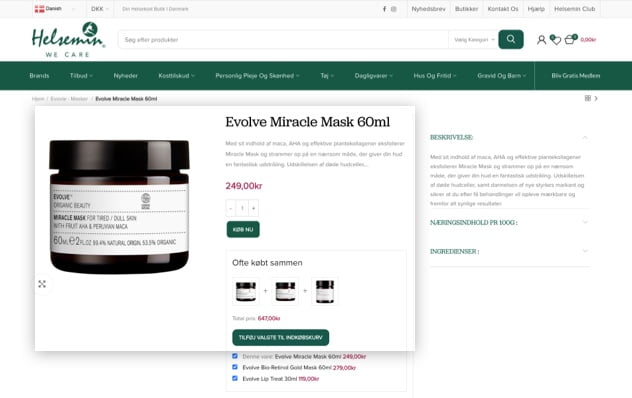 Danish
DKK
Din Helsekost Butik I Danmark
Nyhedsbrev
Butikker
Kontakt Os
Hjælp
Helsemin Club
Helsemin
WE CARE
Søg efter produkter
Vælg Kategori
0
0
0,00kr
Brands
Tilbud
Nyheder
Kosttilskud
Personlig Pleje Og Skønhed
Tøj
Dagligvarer
Hus Og Fritid
Gravid Og Barn
Bliv Gratis Medlem
Hjem / Evolve - Masker / Evolve Miracle Mask 60ml
EVOLVE
ORGANIC BEAUTY
MIRACLE MASK FOR TIRED / DULL SKIN
WITH FRUIT AHA & PERUVIAN MACA
60ml℮2FL OZ 99.4% NATURAL ORIGIN. 53.5% ORGANIC
Evolve Miracle Mask 60ml
Med sit indhold af maca, AHA og effektive plantekollagener eksfolierer
Miracle Mask og strammer op på en nænsom måde, der giver din hud
en fantastisk udstråling. Udskillelsen af døde hudceller,...
249,00kr
- 1 +
KØB NU
Ofte købt sammen
+ +
Total pris: 647,00kr
TILFØJ VALGTE TIL INDKØBSKURV
Denne vare: Evolve Miracle Mask 60ml 249,00kr
Evolve Bio-Retinol Gold Mask 60ml 279,00kr
Evolve Lip Treat 30ml 119,00kr
BESKRIVELSE:
Med sit indhold af maca, AHA og effektive plantekollagener
eksfolierer Miracle Mask og strammer op på en nænsom
måde, der giver din hud en fantastisk udstråling. Udskillelsen
af døde hudceller, samt dannelsen af nye styrkes markant og
sikrer at du efter få behandlinger vil opleve mærkbare og
fremfor alt synlige resultater.
NÆRINGSINDHOLD PR 100G :
INGREDIENSER :